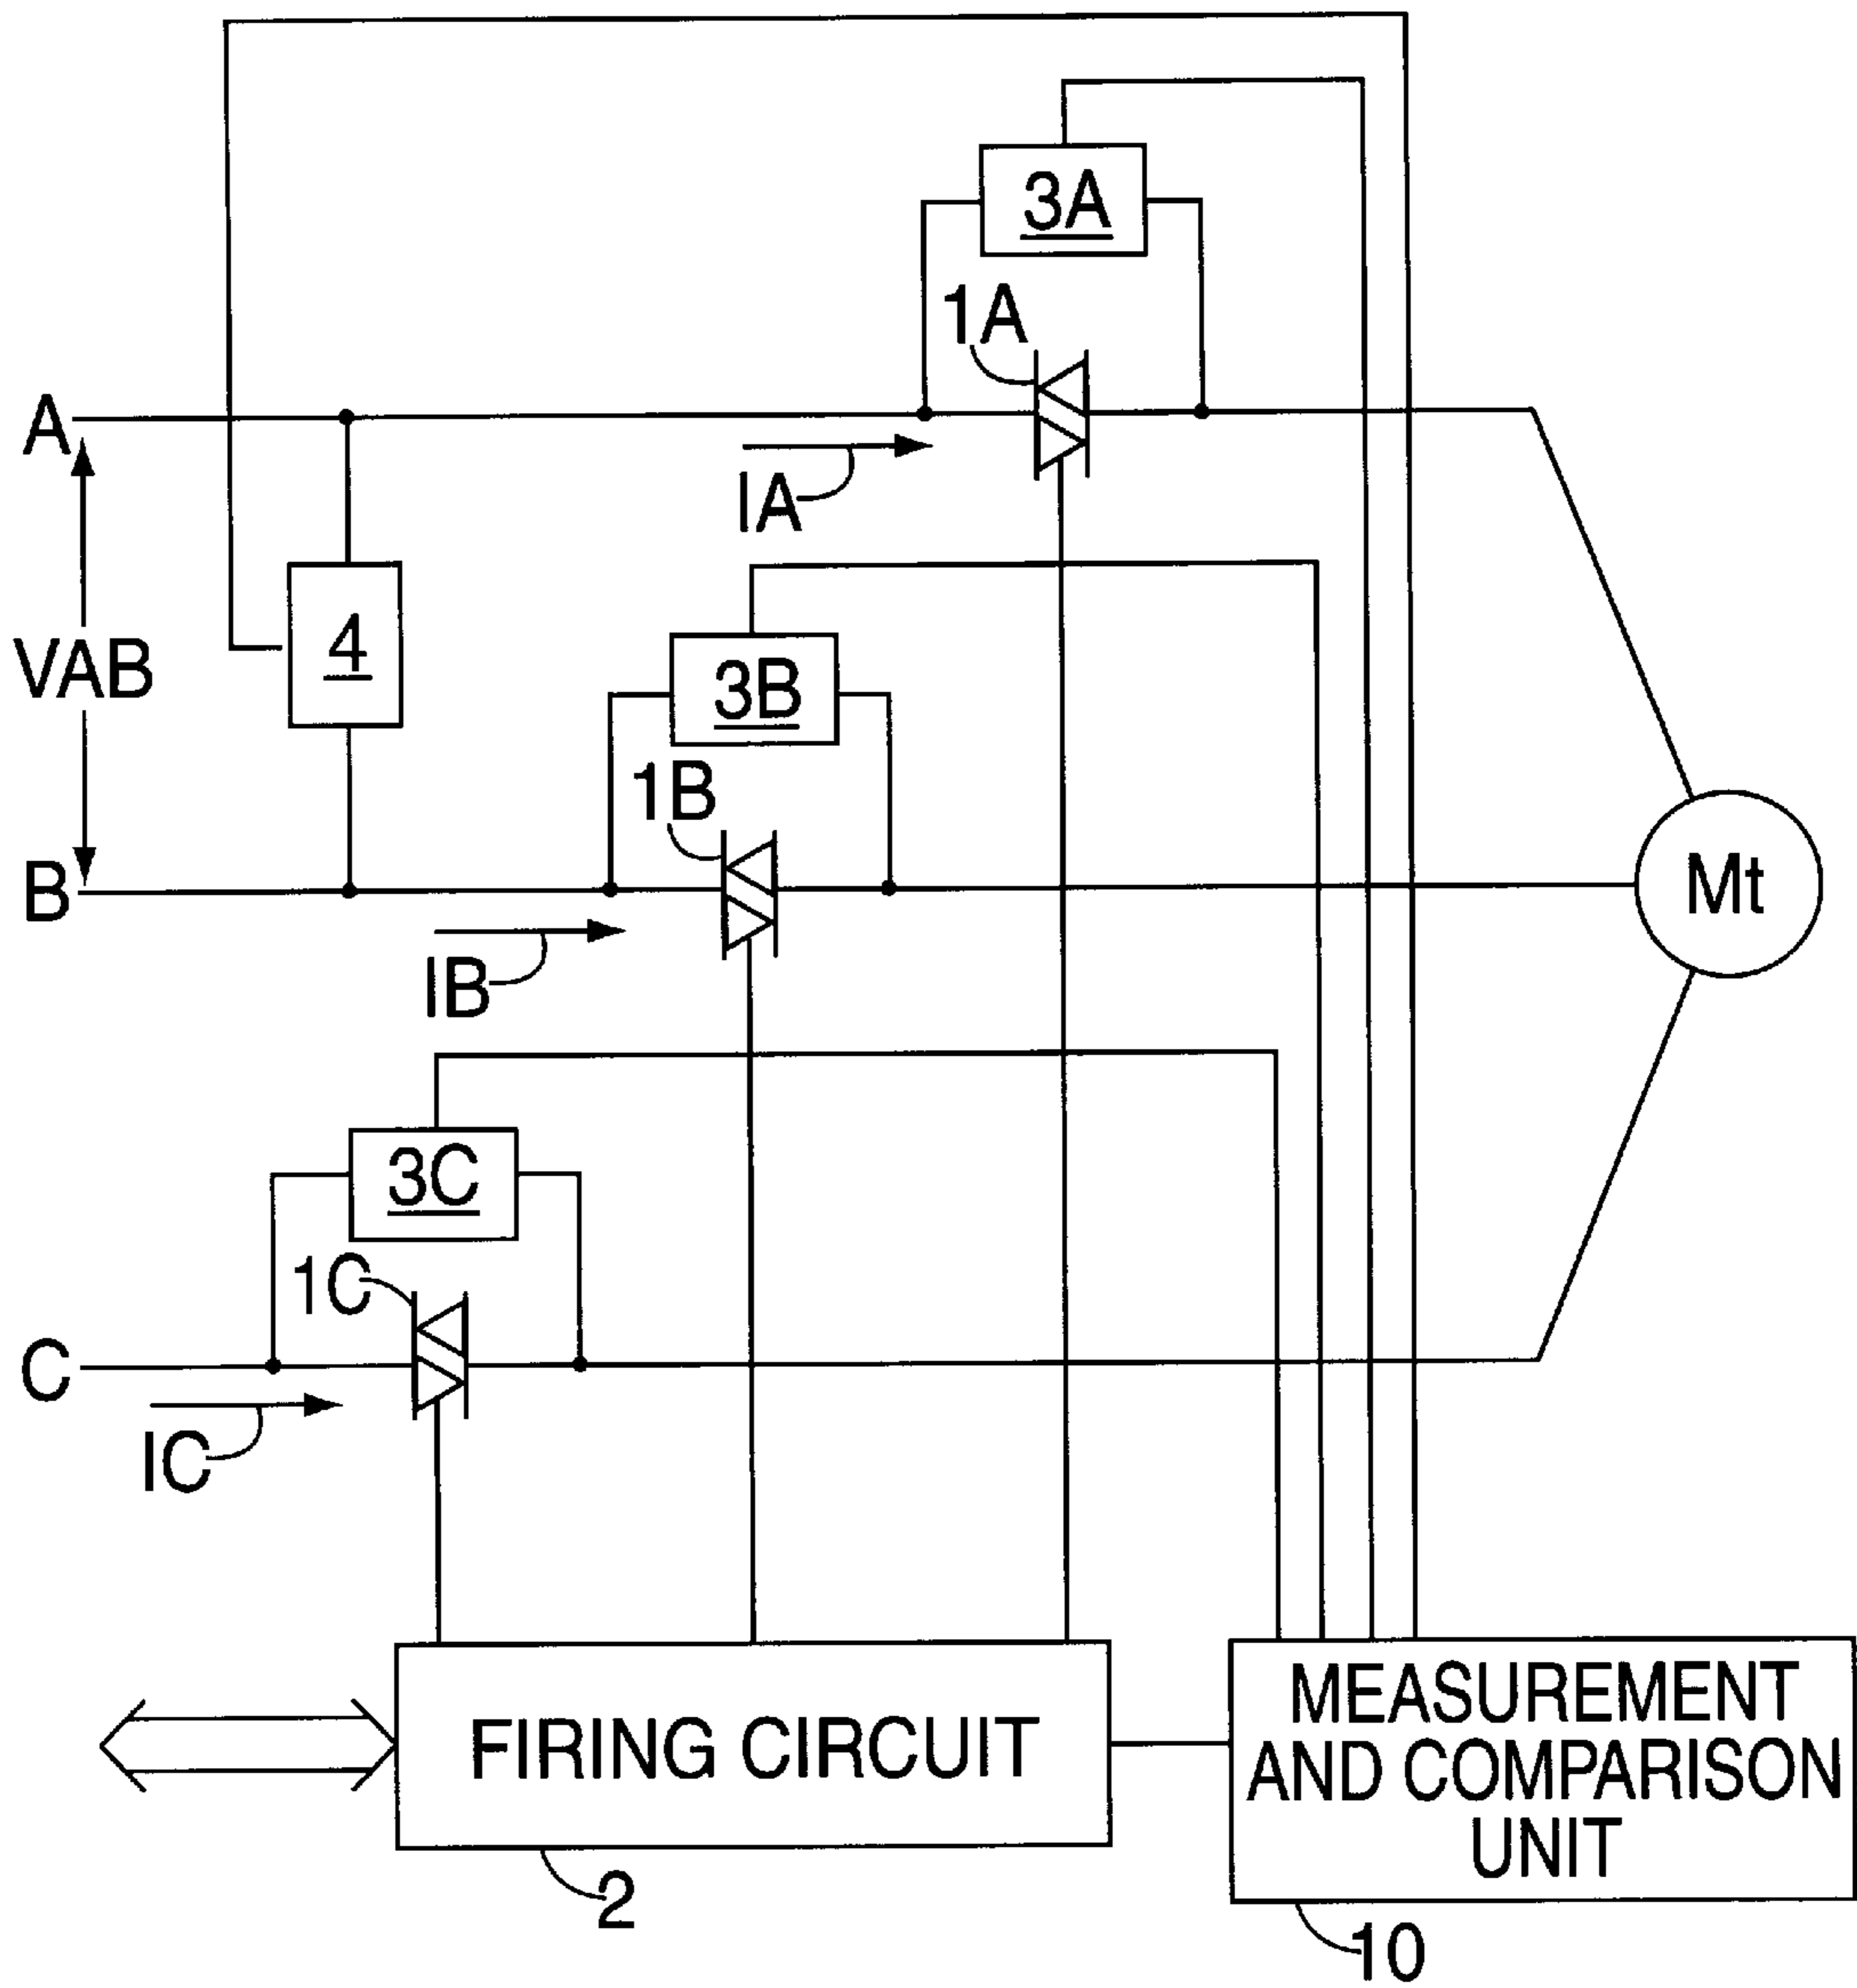 3A
1A
A
IA
4
VAB
3B
1B
B
Mt
IB
3C
1C
C
IC
FIRING CIRCUIT
MEASUREMENT
AND COMPARISON
UNIT
2
10